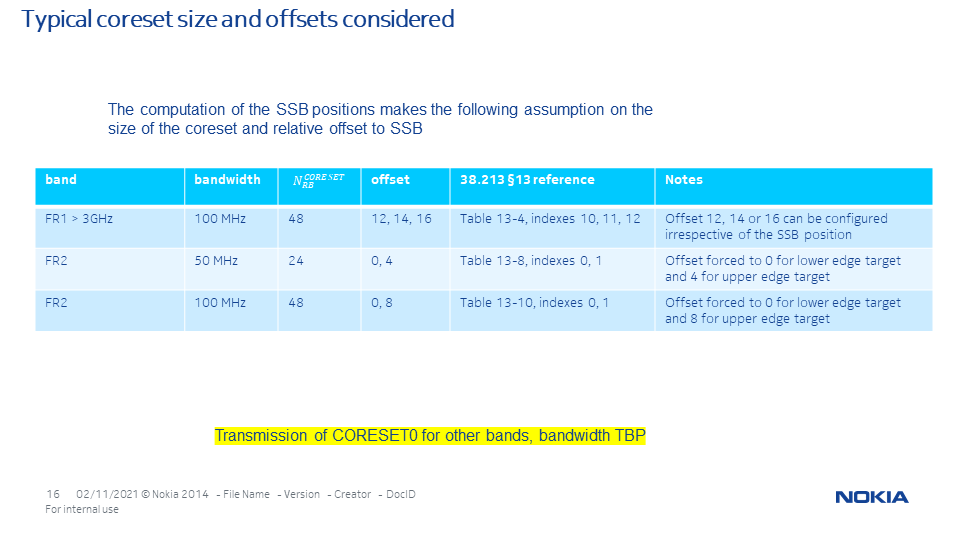 Typical coreset size and offsets considered
The computation of the SSB positions makes the following assumption on the
size of the coreset and relative offset to SSB
band bandwidth N_RB^CORESET offset 38.213 §13 reference Notes
FR1 > 3GHz 100 MHz 48 12, 14, 16 Table 13-4, indexes 10, 11, 12 Offset 12, 14 or 16 can be configured
irrespective of the SSB position
FR2 50 MHz 24 0, 4 Table 13-8, indexes 0, 1 Offset forced to 0 for lower edge target
and 4 for upper edge target
FR2 100 MHz 48 0, 8 Table 13-10, indexes 0, 1 Offset forced to 0 for lower edge target
and 8 for upper edge target
Transmission of CORESET0 for other bands, bandwidth TBP
16 02/11/2021 © Nokia 2014 - File Name - Version - Creator - DocID
For internal use
NOKIA